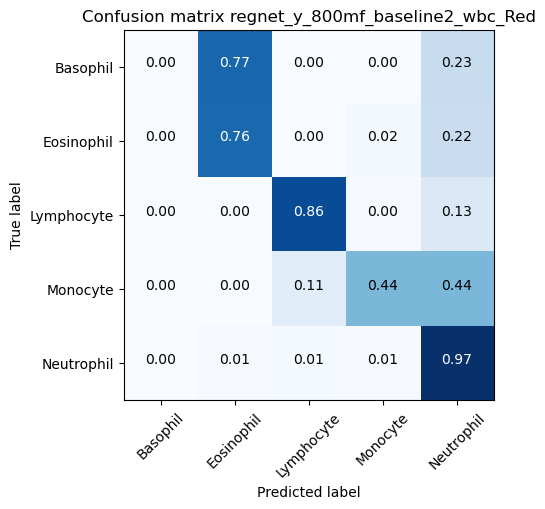 Confusion matrix regnet_y_800mf_baseline2_wbc_Red
True label
Basophil 0.00 0.77 0.00 0.00 0.23
Eosinophil 0.00 0.76 0.00 0.02 0.22
Lymphocyte 0.00 0.00 0.86 0.00 0.13
Monocyte 0.00 0.00 0.11 0.44 0.44
Neutrophil 0.00 0.01 0.01 0.01 0.97
Basophil Eosinophil Lymphocyte Monocyte Neutrophil
Predicted label